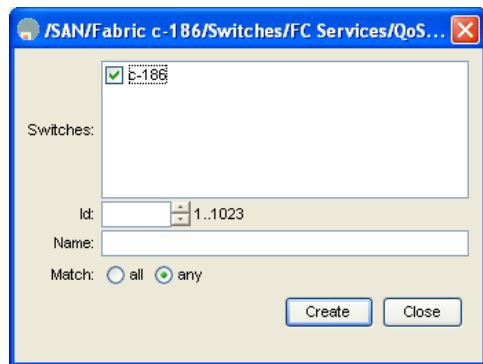 /SAN/Fabric c-186/Switches/FC Services/QoS...
Switches:
c-186
Id:
1..1023
Name:
Match:
all
any
Create
Close